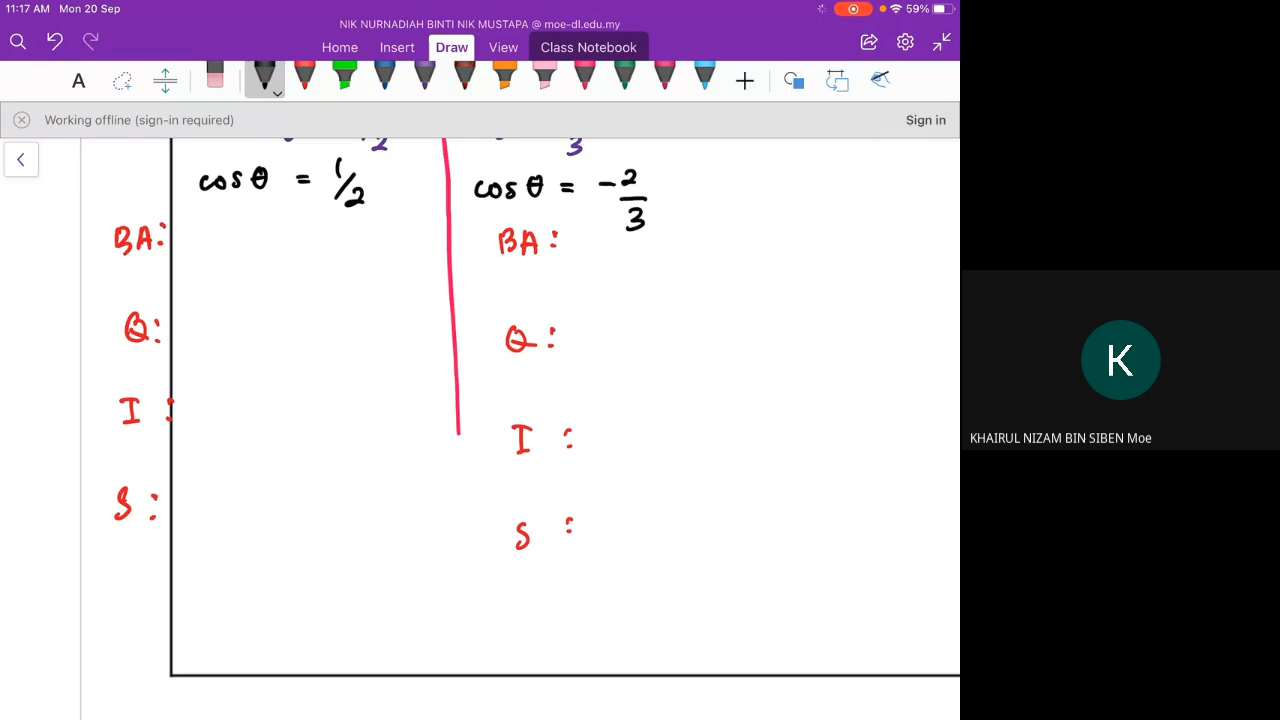 11:17 AM Mon 20 Sep
59%
NIK NURNADIAH BINTI NIK MUSTAPA @ moe-dl.edu.my
Home Insert Draw View Class Notebook
A
Working offline (sign-in required)
Sign in
2
3
cos θ = 1/2
cos θ = -2/3
BA:
BA:
Q:
Q:
I :
I :
S :
S :
K
KHAIRUL NIZAM BIN SIBEN Moe